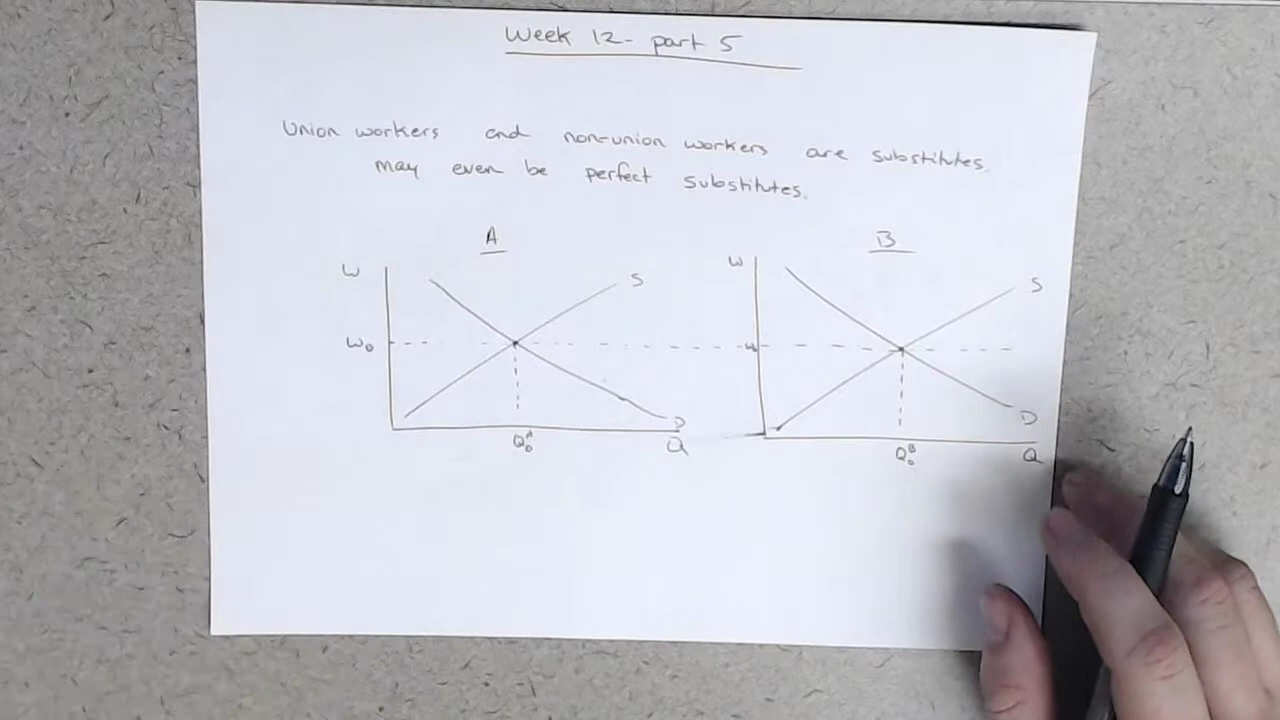 Week 12- part 5
Union workers and non-union workers are substitutes.
may even be perfect substitutes.
A
B
W
S
W₀
D
Q₀ᴬ
Q
W
S
W₀
D
Q₀ᴮ
Q